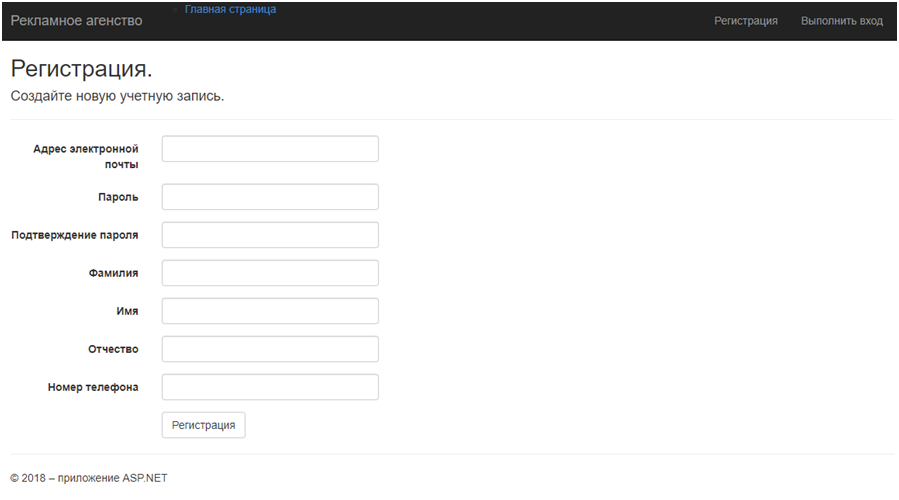 Рекламное агенство
Главная страница
Регистрация
Выполнить вход
Регистрация.
Создайте новую учетную запись.
Адрес электронной
почты
Пароль
Подтверждение пароля
Фамилия
Имя
Отчество
Номер телефона
Регистрация
© 2018 – приложение ASP.NET